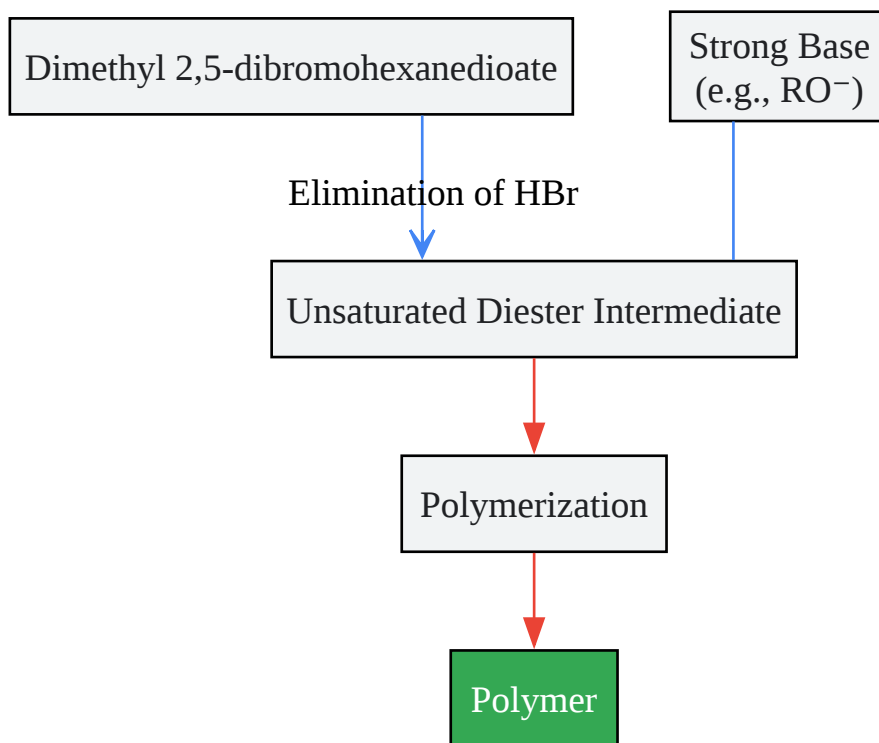 Dimethyl 2,5-dibromohexanedioate
Strong Base
(e.g., RO⁻)
Elimination of HBr
Unsaturated Diester Intermediate
Polymerization
Polymer